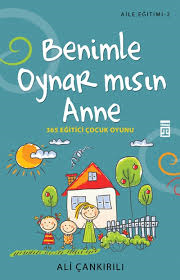 AİLE EĞİTİMİ-2
Benimle
Oynar mısın
Anne
365 EĞİTİCİ ÇOCUK OYUNU
ALİ ÇANKIRILI